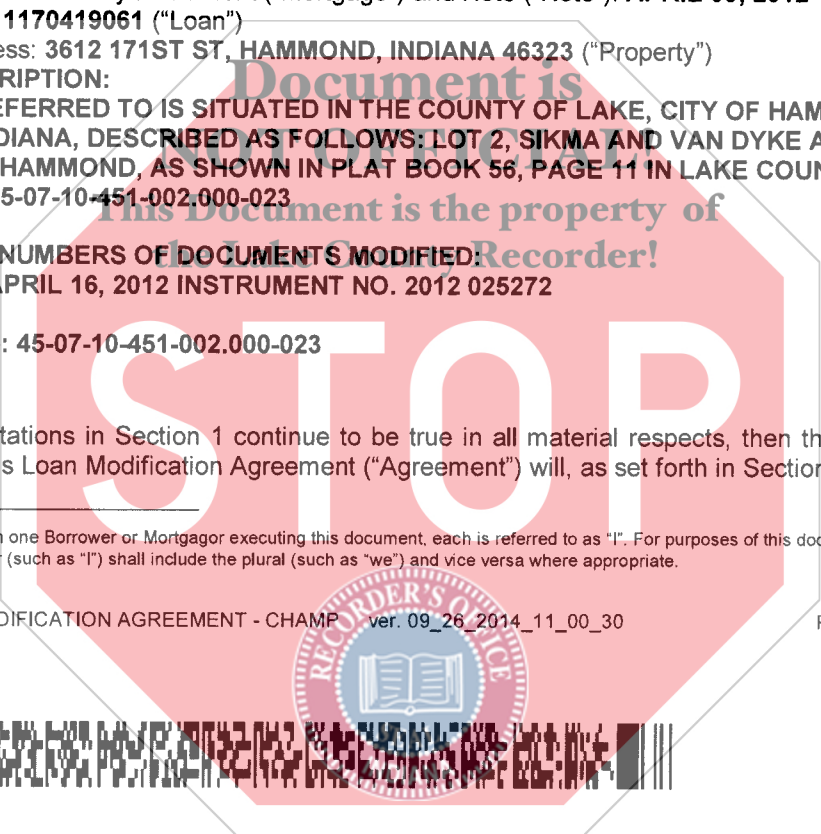 1170419061 ("Loan")
ess: 3612 171ST ST, HAMMOND, INDIANA 46323 ("Property")
RIPTION:
EFERRED TO IS SITUATED IN THE COUNTY OF LAKE, CITY OF HAM
DIANA, DESCRIBED AS FOLLOWS: LOT 2, SIKMA AND VAN DYKE A
HAMMOND, AS SHOWN IN PLAT BOOK 56, PAGE 11 IN LAKE COUN
5-07-10-451-002.000-023
Document is
NOT OFFICIAL!
This Document is the property of
the Lake County Recorder!
NUMBERS OF DOCUMENTS MODIFIED:
APRIL 16, 2012 INSTRUMENT NO. 2012 025272
: 45-07-10-451-002.000-023
STOP
tations in Section 1 continue to be true in all material respects, then th
s Loan Modification Agreement ("Agreement") will, as set forth in Section
n one Borrower or Mortgagor executing this document, each is referred to as "I". For purposes of this doc
r (such as "I") shall include the plural (such as "we") and vice versa where appropriate.
DIFICATION AGREEMENT - CHAMP ver. 09_26_2014_11_00_30
RECORDER'S OFFICE
INDIANA